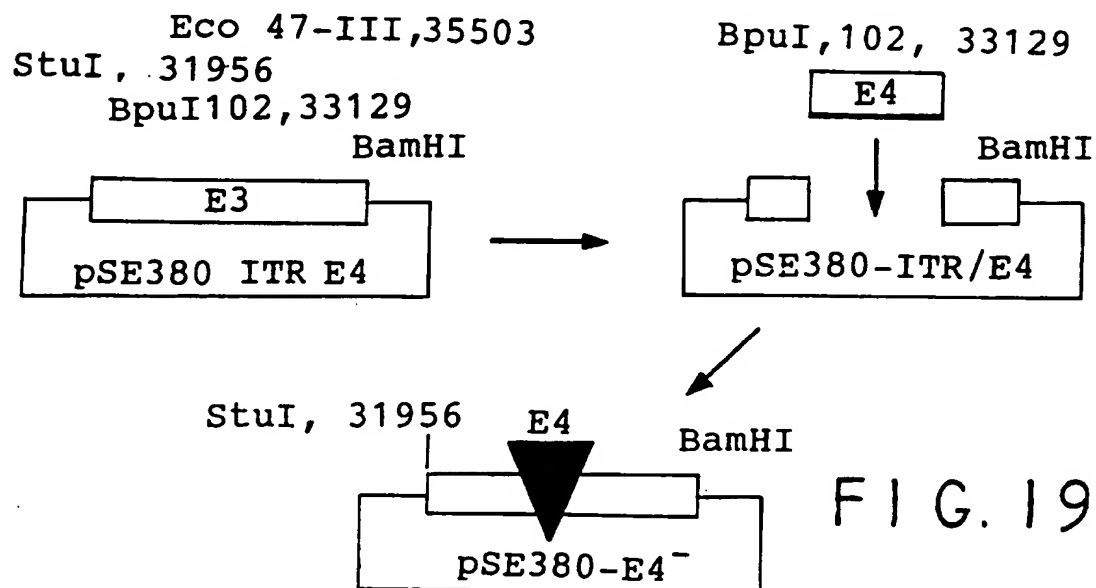 Eco 47-III,35503
StuI, 31956
BpuI102,33129
BamHI
E3
pSE380 ITR E4
BpuI,102, 33129
E4
BamHI
pSE380-ITR/E4
StuI, 31956
E4
BamHI
pSE380-E4⁻
FIG. 19